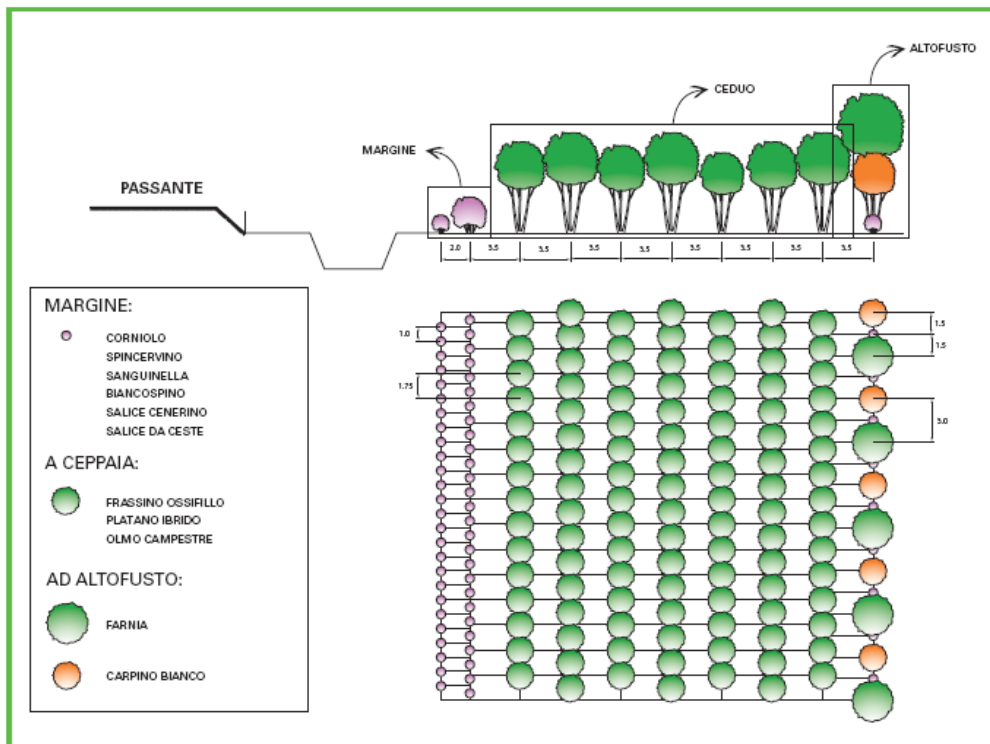 ALTOFUSTO
CEDUO
MARGINE
PASSANTE
2.0 3.5 3.5 3.5 3.5 3.5 3.5 3.5 3.5
MARGINE:
CORNIOLO
SPINCERVINO
SANGUINELLA
BIANCOSPINO
SALICE CENERINO
SALICE DA CESTE
A CEPPAIA:
FRASSINO OSSIFILLO
PLATANO IBRIDO
OLMO CAMPESTRE
AD ALTOFUSTO:
FARNIA
CARPINO BIANCO
1.0
1.75
1.5
1.5
3.0